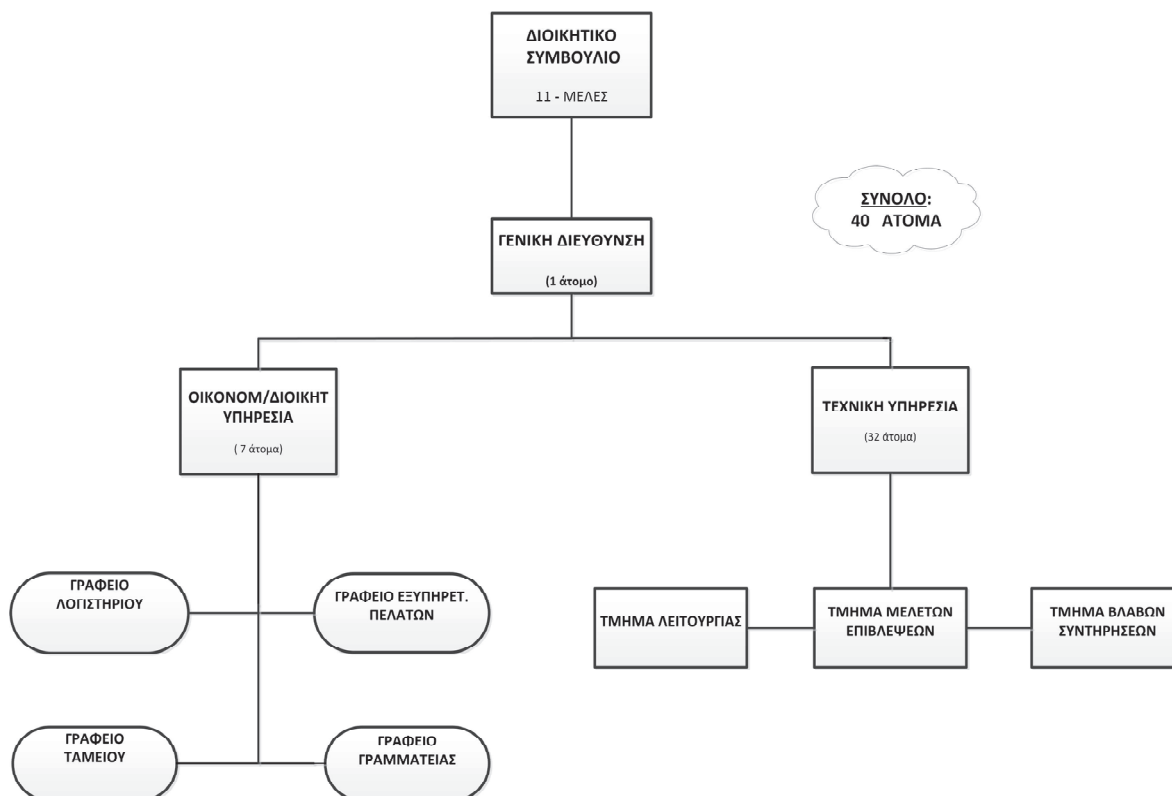 ΔΙΟΙΚΗΤΙΚΟ
ΣΥΜΒΟΥΛΙΟ
11 - ΜΕΛΕΣ
ΣΥΝΟΛΟ:
40 ΑΤΟΜΑ
ΓΕΝΙΚΗ ΔΙΕΥΘΥΝΣΗ
(1 άτομο)
ΟΙΚΟΝΟΜ/ΔΙΟΙΚΗΤ
ΥΠΗΡΕΣΙΑ
( 7 άτομα)
ΤΕΧΝΙΚΗ ΥΠΗΡΕΣΙΑ
(32 άτομα)
ΓΡΑΦΕΙΟ
ΛΟΓΙΣΤΗΡΙΟΥ
ΓΡΑΦΕΙΟ ΕΞΥΠΗΡΕΤ.
ΠΕΛΑΤΩΝ
ΓΡΑΦΕΙΟ
ΤΑΜΕΙΟΥ
ΓΡΑΦΕΙΟ
ΓΡΑΜΜΑΤΕΙΑΣ
ΤΜΗΜΑ ΛΕΙΤΟΥΡΓΙΑΣ
ΤΜΗΜΑ ΜΕΛΕΤΩΝ
ΕΠΙΒΛΕΨΕΩΝ
ΤΜΗΜΑ ΒΛΑΒΩΝ
ΣΥΝΤΗΡΗΣΕΩΝ